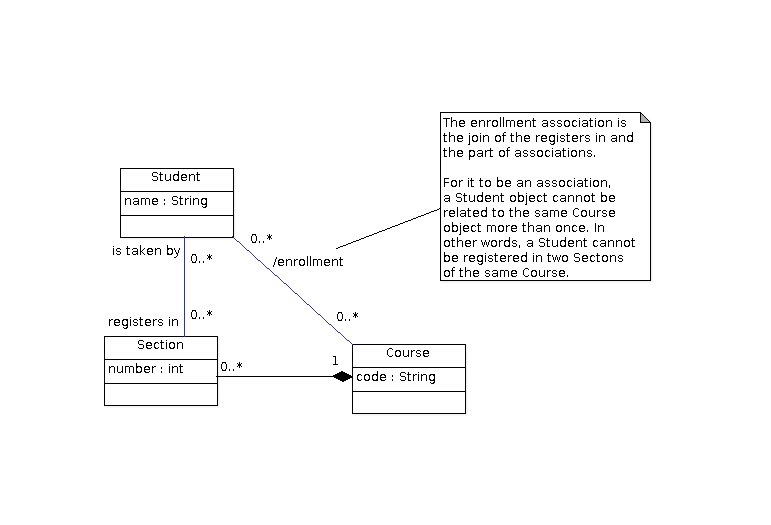 The enrollment association is
the join of the registers in and
the part of associations.
For it to be an association,
a Student object cannot be
related to the same Course
object more than once. In
other words, a Student cannot
be registered in two Sectons
of the same Course.
Student
name : String
is taken by
0..*
0..*
/enrollment
registers in
0..*
0..*
Section
number : int
0..*
1
Course
code : String